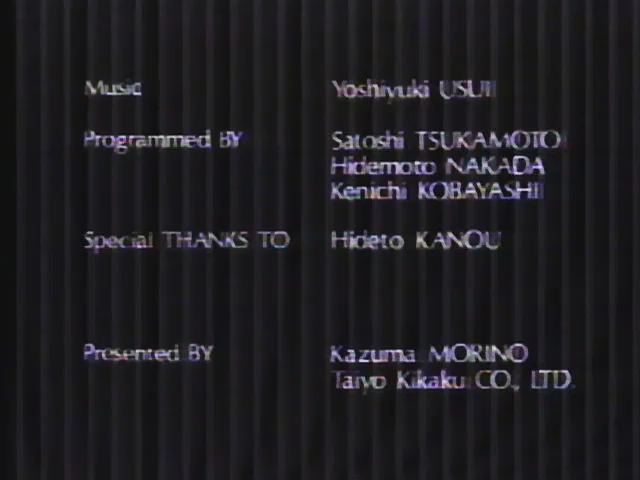 Music Yoshiyuki USUI
Programmed BY Satoshi TSUKAMOTO
Hidemoto NAKADA
Kenichi KOBAYASHI
Special THANKS TO Hideto KANOU
Presented BY Kazuma MORINO
Taiyo Kikaku CO., LTD.